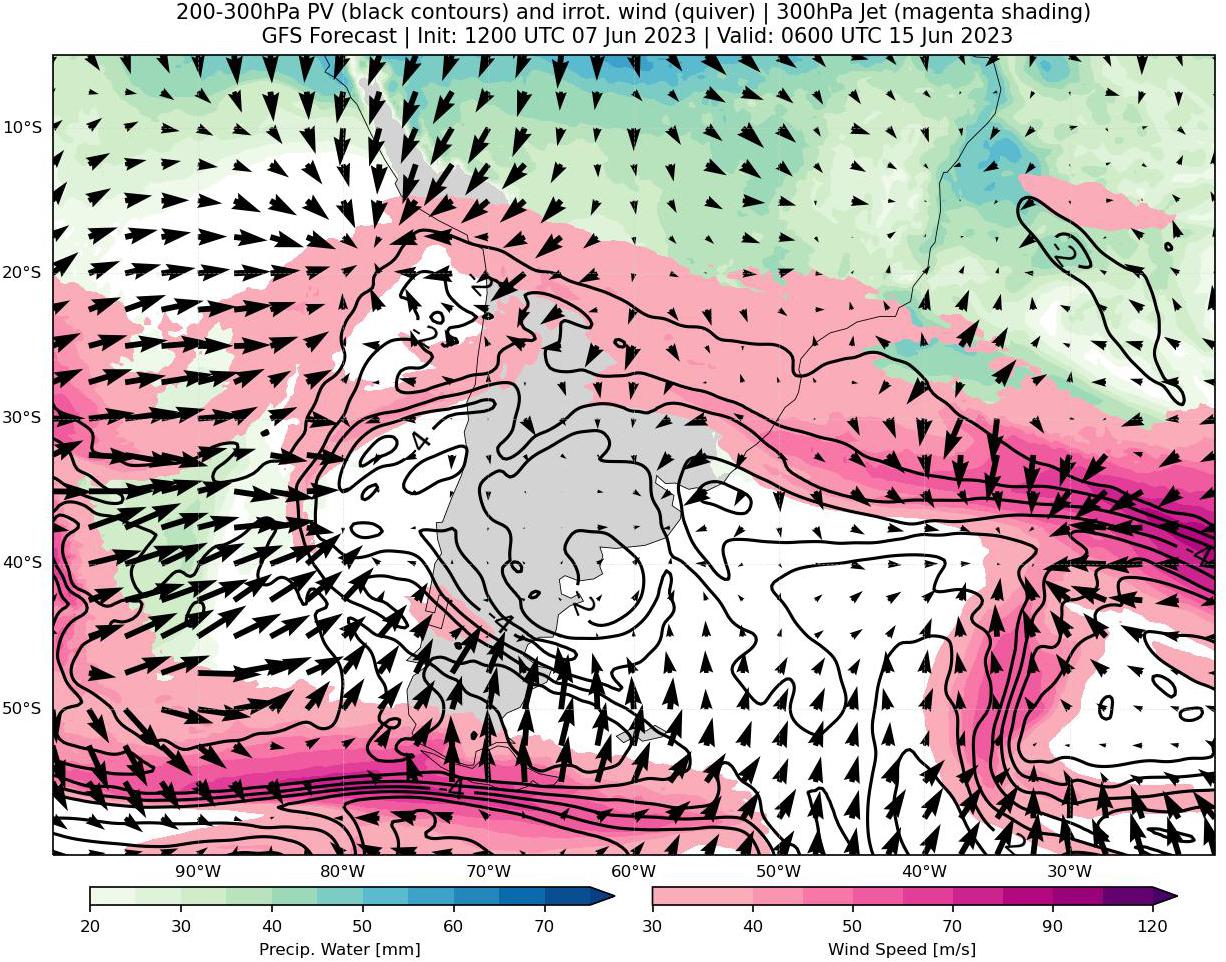 200-300hPa PV (black contours) and irrot. wind (quiver) | 300hPa Jet (magenta shading)
GFS Forecast | Init: 1200 UTC 07 Jun 2023 | Valid: 0600 UTC 15 Jun 2023
10°S
20°S
30°S
40°S
50°S
-2
-2
-4
-4
-4
-4
-2
90°W 80°W 70°W 60°W 50°W 40°W 30°W
20 30 40 50 60 70
Precip. Water [mm]
30 40 50 70 90 120
Wind Speed [m/s]